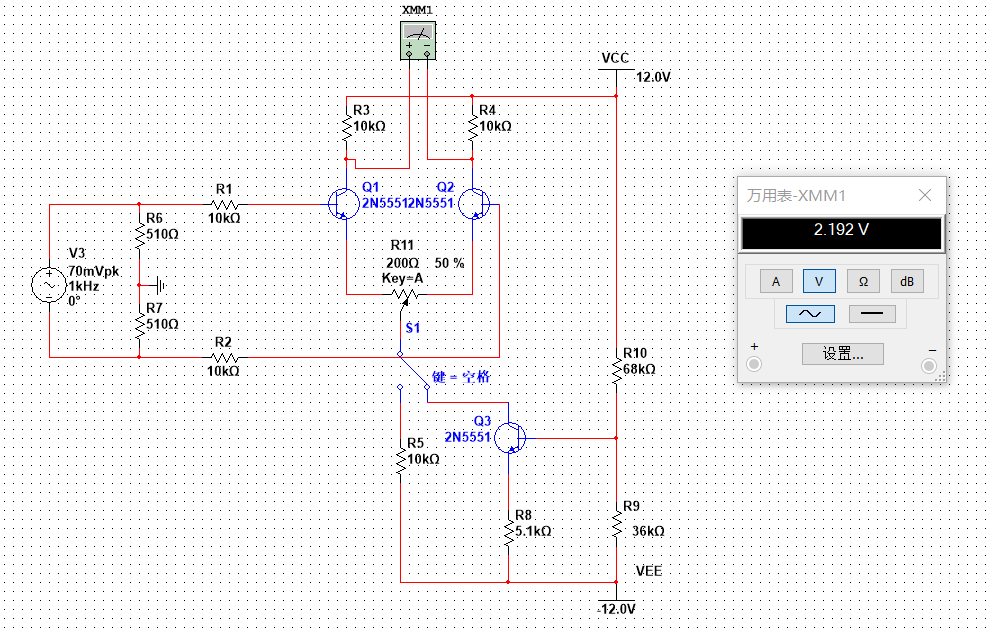 XMM1
VCC
12.0V
R3
10kΩ
R4
10kΩ
Q1
2N5551
Q2
2N5551
R1
10kΩ
R6
510Ω
V3
70mVpk
1kHz
0°
R7
510Ω
R2
10kΩ
R11
200Ω 50 %
Key=A
S1
键 = 空格
R10
68kΩ
Q3
2N5551
R5
10kΩ
R8
5.1kΩ
R9
36kΩ
VEE
-12.0V
万用表-XMM1
2.192 V
A V Ω dB
+ 设置... −